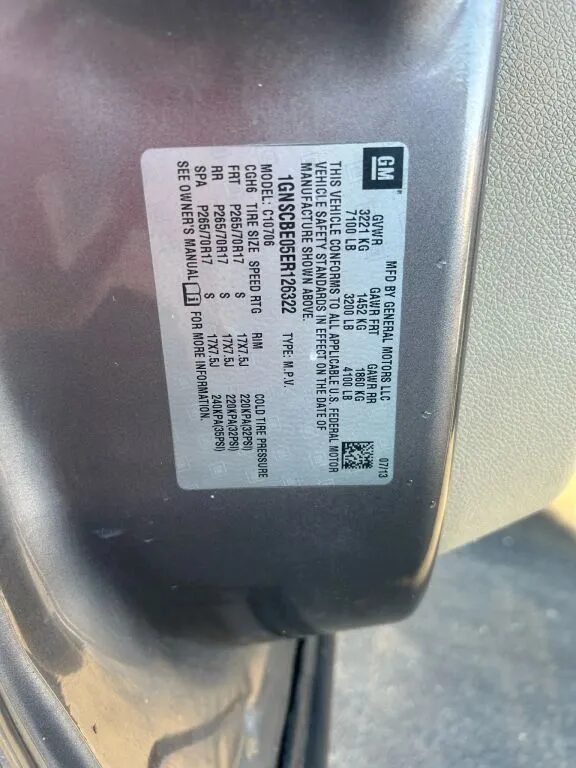 GM
MFD BY GENERAL MOTORS LLC 07/13
GVWR GAWR FRT GAWR RR
3221 KG 1452 KG 1860 KG
7100 LB 3200 LB 4100 LB
THIS VEHICLE CONFORMS TO ALL APPLICABLE U.S. FEDERAL MOTOR
VEHICLE SAFETY STANDARDS IN EFFECT ON THE DATE OF
MANUFACTURE SHOWN ABOVE.
1GNSCBE05ER126322 TYPE: M.P.V.
MODEL: C10706
CGH6 TIRE SIZE SPEED RTG RIM COLD TIRE PRESSURE
FRT P265/70R17 S 17X7.5J 220KPA(32PSI)
RR P265/70R17 S 17X7.5J 220KPA(32PSI)
SPA P265/70R17 S 17X7.5J 240KPA(35PSI)
SEE OWNER'S MANUAL FOR MORE INFORMATION.